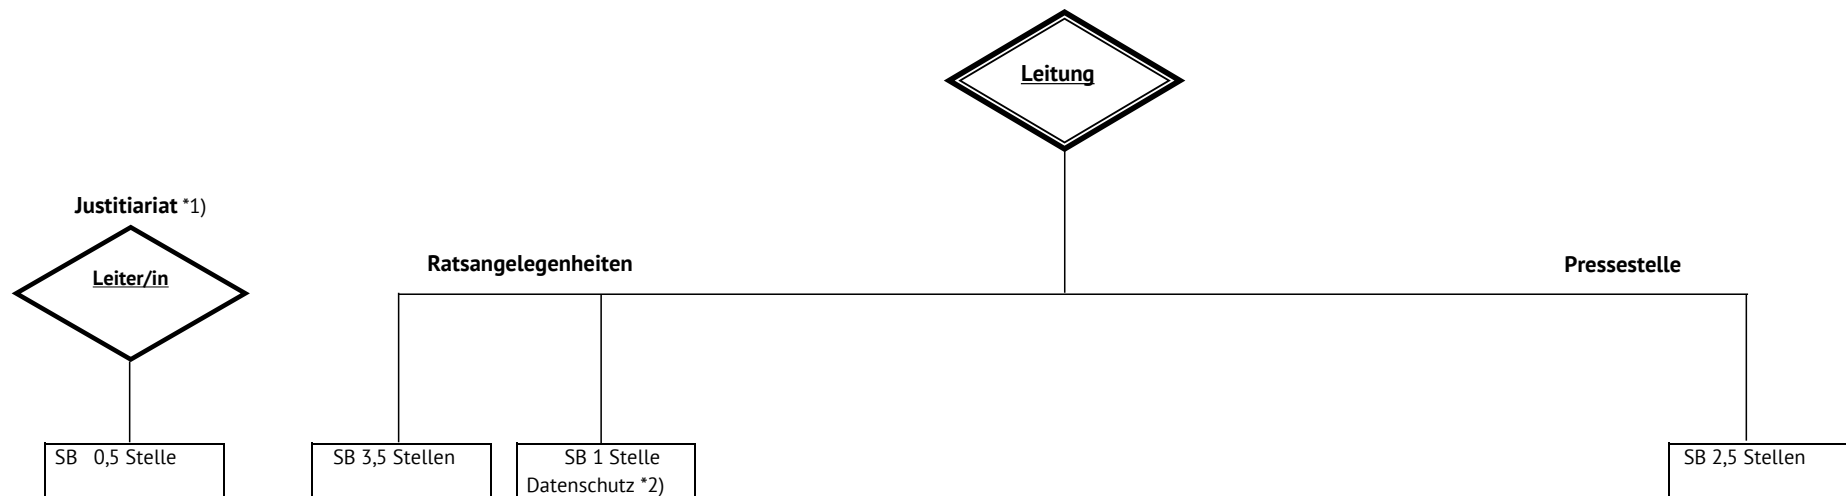 Leitung
Justitiariat *1)
Leiter/in
Ratsangelegenheiten
Pressestelle
SB 0,5 Stelle
SB 3,5 Stellen
SB 1 Stelle
Datenschutz *2)
SB 2,5 Stellen